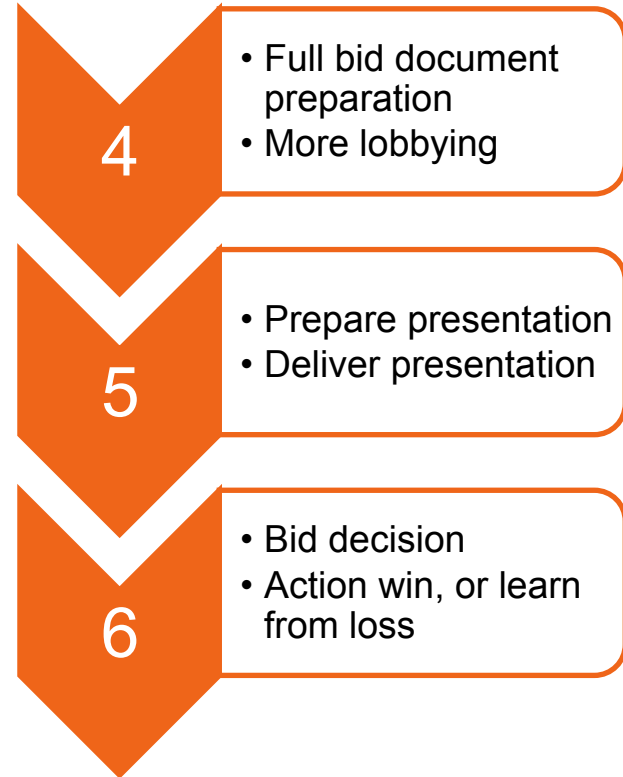 4
• Full bid document
preparation
• More lobbying
5
• Prepare presentation
• Deliver presentation
6
• Bid decision
• Action win, or learn
from loss